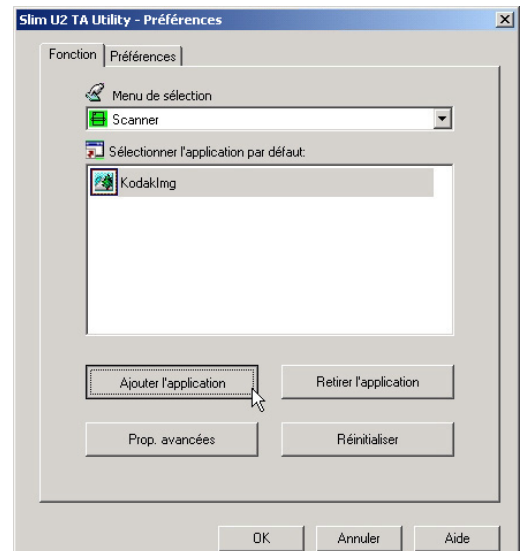 Slim U2 TA Utility - Préférences
Fonction Préférences
Menu de sélection
Scanner
Sélectionner l'application par défaut:
KodakImg
Ajouter l'application Retirer l'application
Prop. avancées Réinitialiser
OK Annuler Aide